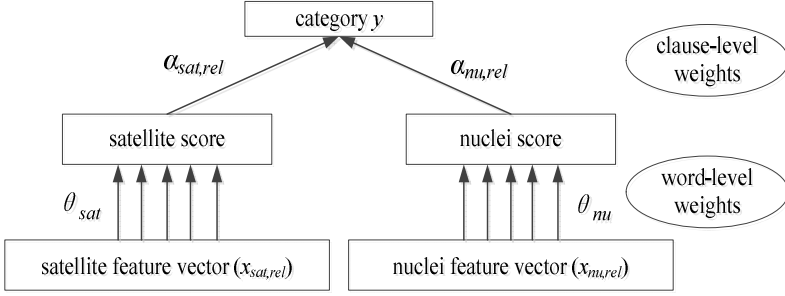 category y
α_sat,rel
α_nu,rel
clause-level
weights
satellite score
nuclei score
θ_sat
θ_nu
word-level
weights
satellite feature vector (x_sat,rel)
nuclei feature vector (x_nu,rel)